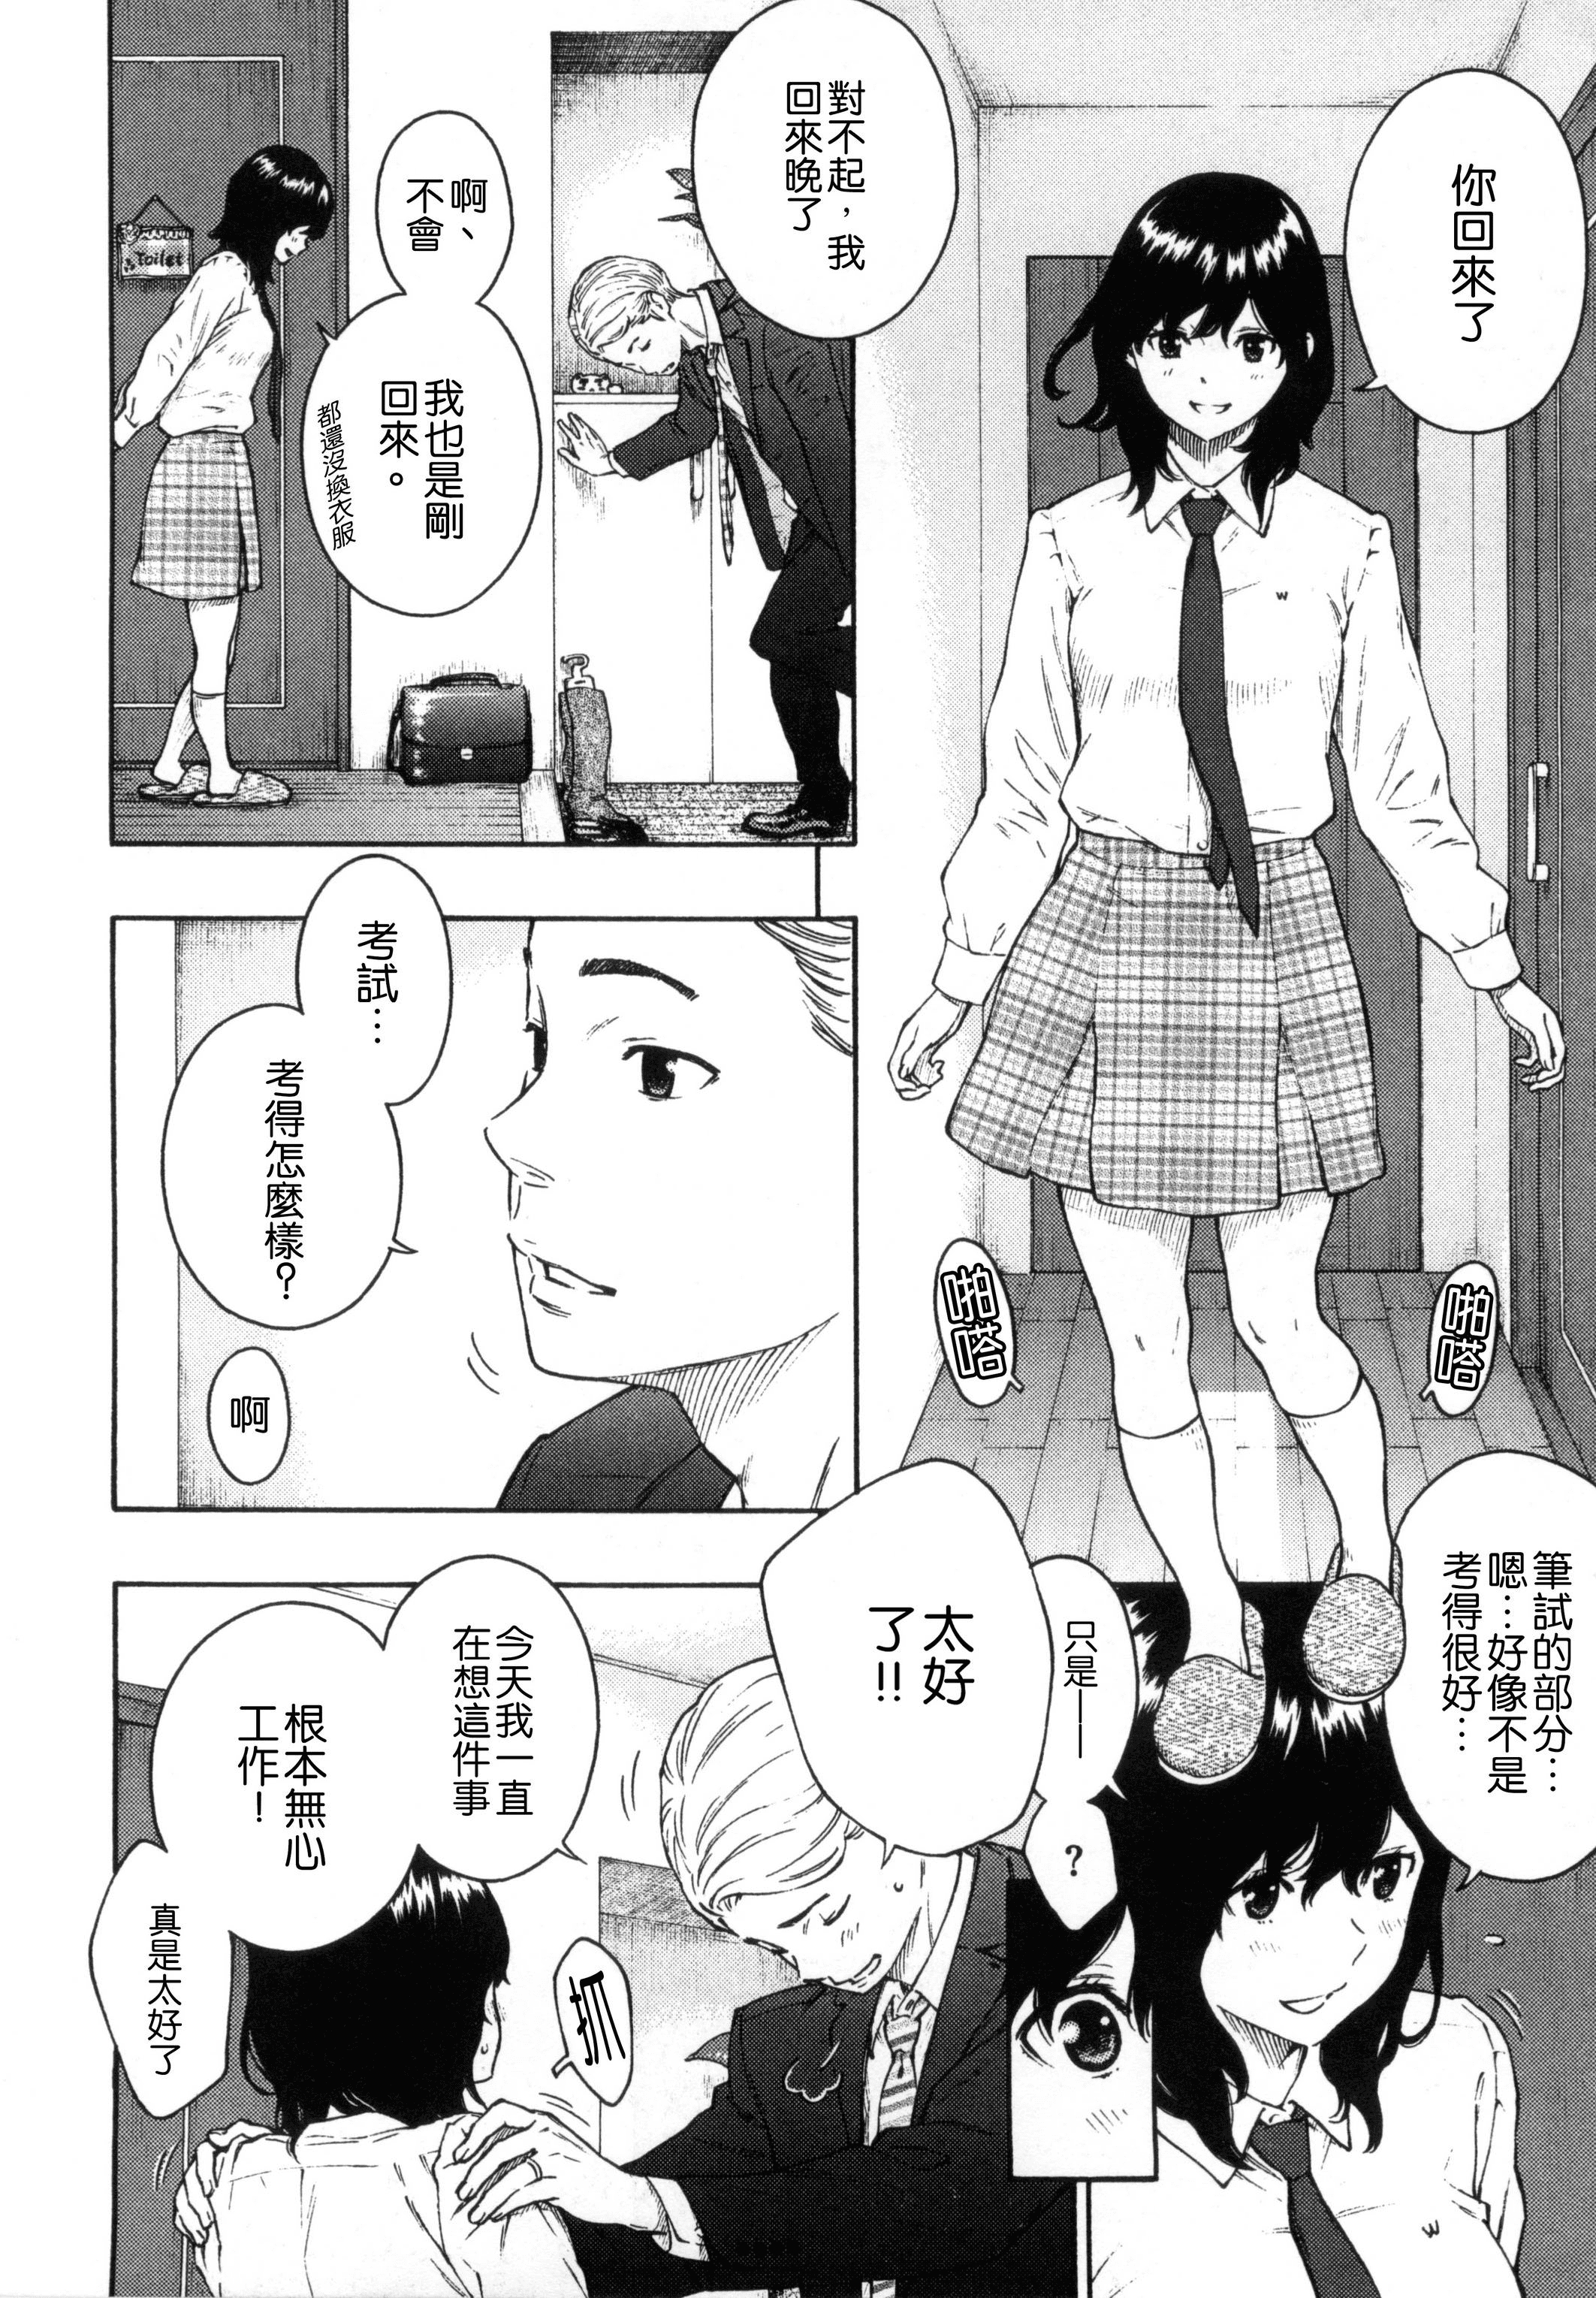 你回來了
啪嗒
啪嗒
對不起，我
回來晚了
啊、
不會
我也是剛
回來。
都還沒換衣服
Toilet
W
考試…
考得怎麼樣？
啊
筆試的部分…
嗯…好像不是
考得很好…
只是——
？
W
太好
了!!
今天我一直
在想這件事
根本無心
工作！
真是太好了
抓